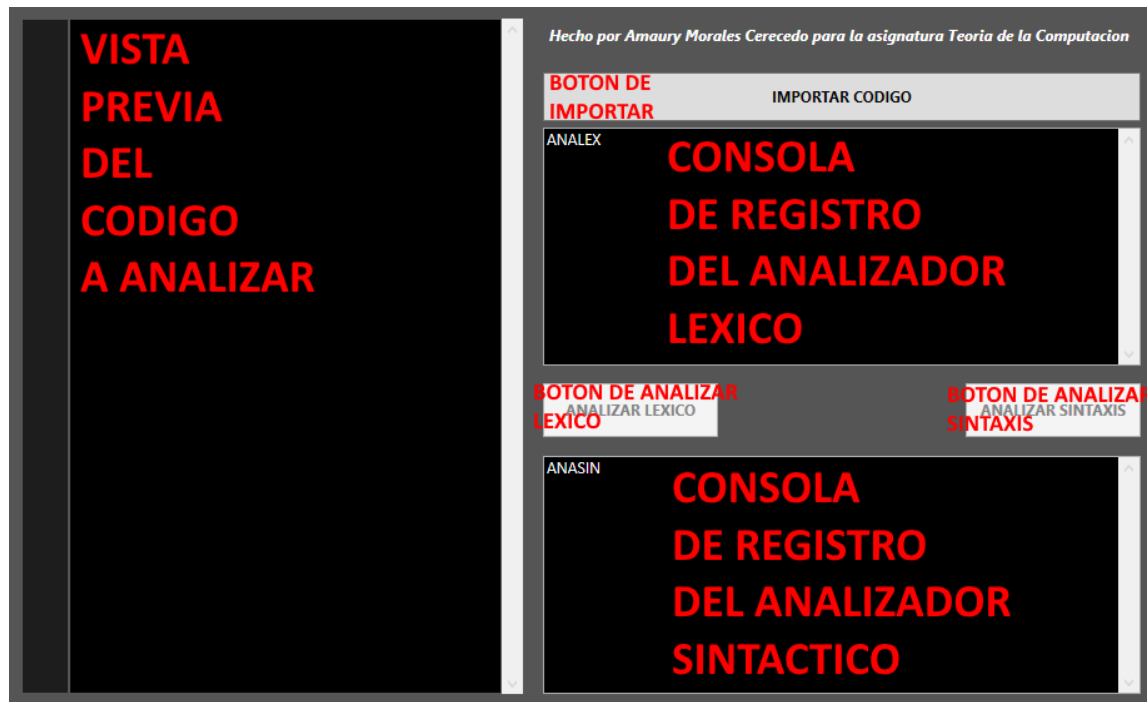 VISTA
PREVIA
DEL
CODIGO
A ANALIZAR
Hecho por Amaury Morales Cerecedo para la asignatura Teoria de la Computacion
BOTON DE
IMPORTAR
IMPORTAR CODIGO
ANALEX
CONSOLA
DE REGISTRO
DEL ANALIZADOR
LEXICO
BOTON DE ANALIZAR
LEXICO
ANALIZAR LEXICO
BOTON DE ANALIZAR
SINTAXIS
ANALIZAR SINTAXIS
ANASIN
CONSOLA
DE REGISTRO
DEL ANALIZADOR
SINTACTICO